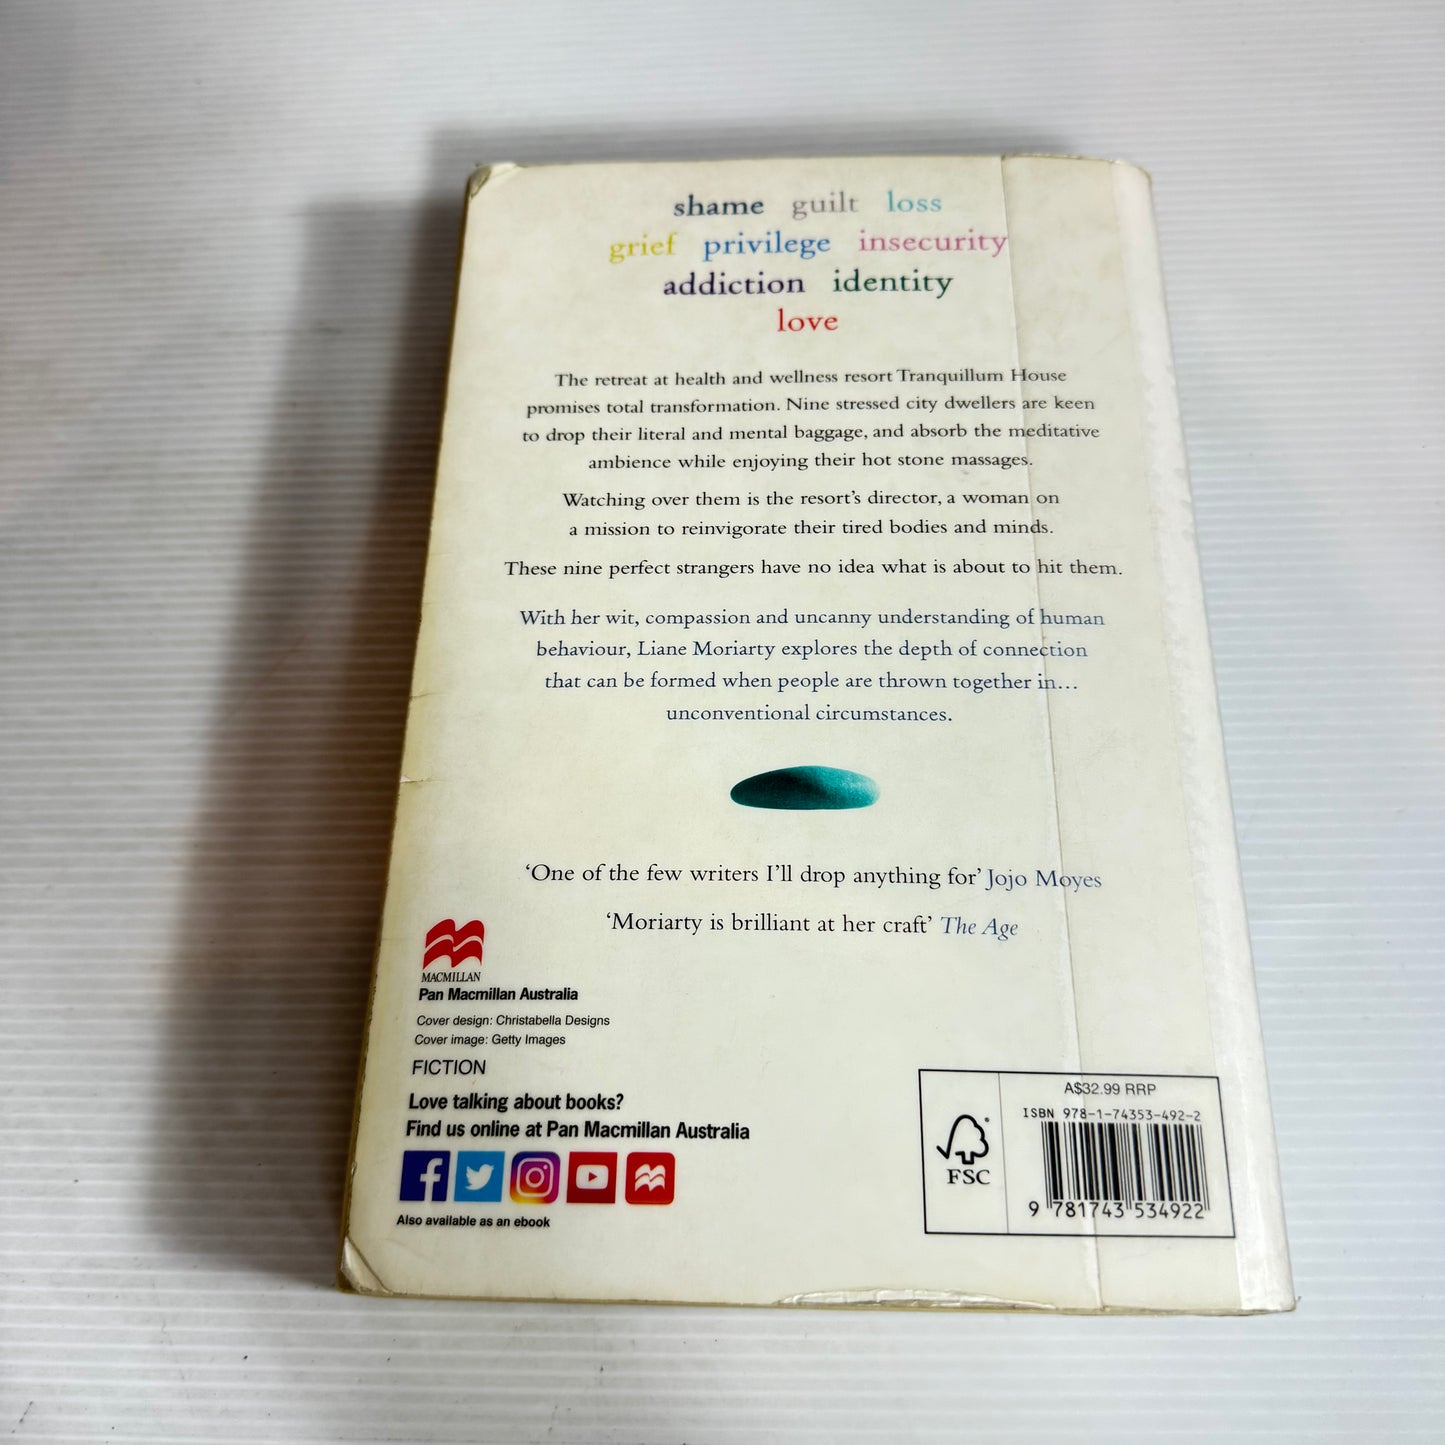 shame guilt loss
grief privilege insecurity
addiction identity
love
The retreat at health and wellness resort Tranquillum House
promises total transformation. Nine stressed city dwellers are keen
to drop their literal and mental baggage, and absorb the meditative
ambience while enjoying their hot stone massages.
Watching over them is the resort's director, a woman on
a mission to reinvigorate their tired bodies and minds.
These nine perfect strangers have no idea what is about to hit them.
With her wit, compassion and uncanny understanding of human
behaviour, Liane Moriarty explores the depth of connection
that can be formed when people are thrown together in…
unconventional circumstances.
‘One of the few writers I'll drop anything for’ Jojo Moyes
‘Moriarty is brilliant at her craft’ The Age
MACMILLAN
Pan Macmillan Australia
Cover design: Christabella Designs
Cover image: Getty Images
FICTION
Love talking about books?
Find us online at Pan Macmillan Australia
Also available as an ebook
A$32.99 RRP
ISBN 978-1-74353-492-2
FSC
9 781743 534922